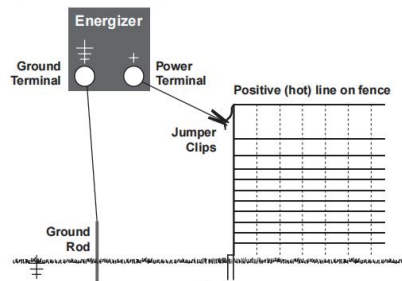 Energizer
+
Ground
Terminal
Power
Terminal
Positive (hot) line on fence
Jumper
Clips
Ground
Rod